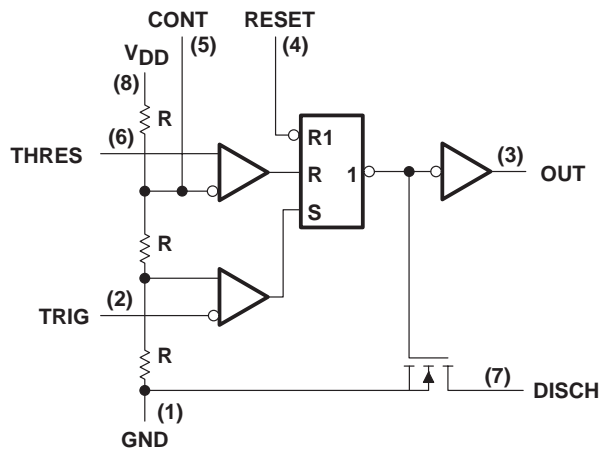 CONT
RESET
VDD
(5)
(4)
(8)
R
(6)
THRES
R1
R
1
S
(3)
OUT
R
(2)
TRIG
R
(7)
DISCH
(1)
GND